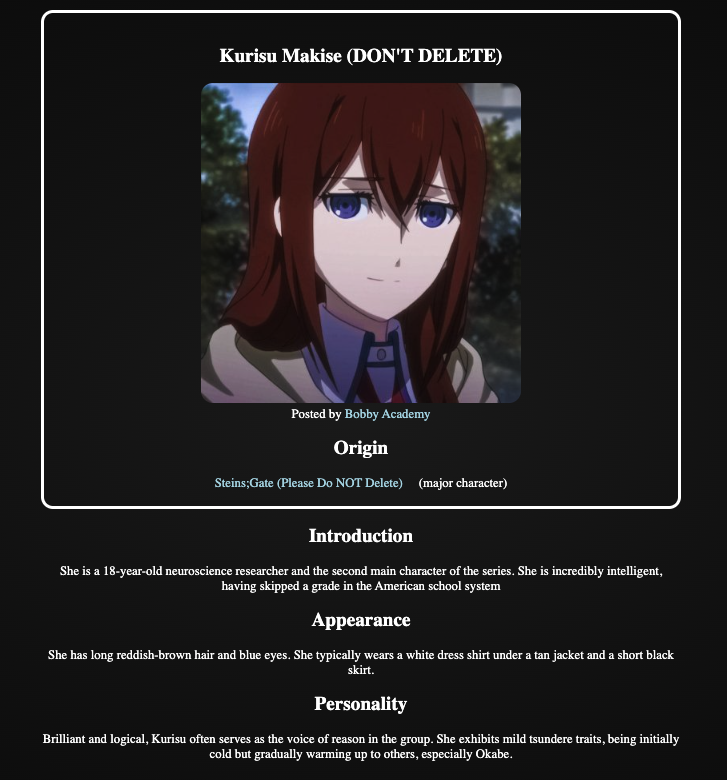 Kurisu Makise (DON'T DELETE)
Posted by Bobby Academy
Origin
Steins;Gate (Please Do NOT Delete) (major character)
Introduction
She is a 18-year-old neuroscience researcher and the second main character of the series. She is incredibly intelligent,
having skipped a grade in the American school system
Appearance
She has long reddish-brown hair and blue eyes. She typically wears a white dress shirt under a tan jacket and a short black
skirt.
Personality
Brilliant and logical, Kurisu often serves as the voice of reason in the group. She exhibits mild tsundere traits, being initially
cold but gradually warming up to others, especially Okabe.